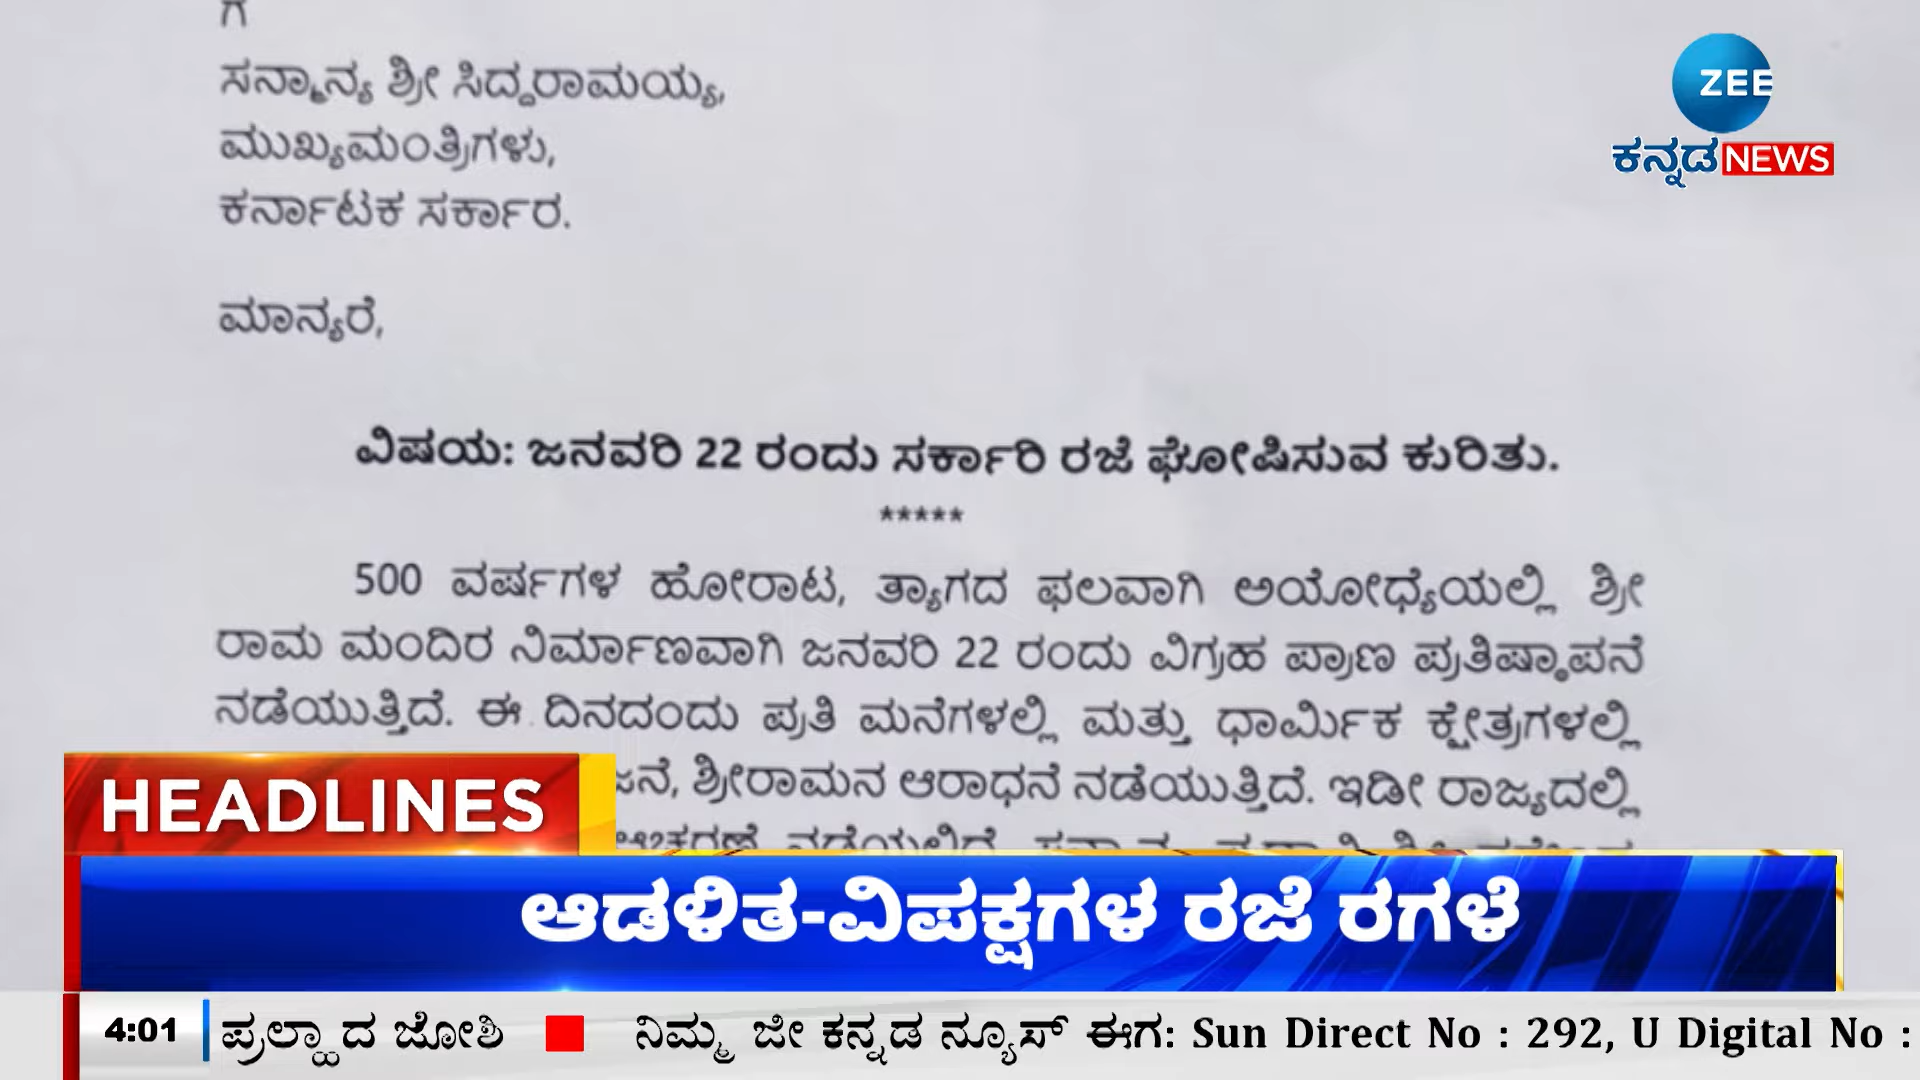 ಗೆ
ಸನ್ಮಾನ್ಯ ಶ್ರೀ ಸಿದ್ದರಾಮಯ್ಯ,
ಮುಖ್ಯಮಂತ್ರಿಗಳು,
ಕರ್ನಾಟಕ ಸರ್ಕಾರ.
ZEE
ಕನ್ನಡ NEWS
ಮಾನ್ಯರೆ,
ವಿಷಯ: ಜನವರಿ 22 ರಂದು ಸರ್ಕಾರಿ ರಜೆ ಘೋಷಿಸುವ ಕುರಿತು.
*****
500 ವರ್ಷಗಳ ಹೋರಾಟ, ತ್ಯಾಗದ ಫಲವಾಗಿ ಅಯೋಧ್ಯೆಯಲ್ಲಿ ಶ್ರೀ
ರಾಮ ಮಂದಿರ ನಿರ್ಮಾಣವಾಗಿ ಜನವರಿ 22 ರಂದು ವಿಗ್ರಹ ಪ್ರಾಣ ಪ್ರತಿಷ್ಠಾಪನೆ
ನಡೆಯುತ್ತಿದೆ. ಈ ದಿನದಂದು ಪ್ರತಿ ಮನೆಗಳಲ್ಲಿ ಮತ್ತು ಧಾರ್ಮಿಕ ಕ್ಷೇತ್ರಗಳಲ್ಲಿ
ಶ್ರೀರಾಮನ ಆರಾಧನೆ ನಡೆಯುತ್ತಿದೆ. ಇಡೀ ರಾಜ್ಯದಲ್ಲಿ
HEADLINES
ಆಡಳಿತ-ವಿಪಕ್ಷಗಳ ರಜೆ ರಗಳೆ
4:01 ಪ್ರಲ್ಹಾದ ಜೋಶಿ ನಿಮ್ಮ ಜೀ ಕನ್ನಡ ನ್ಯೂಸ್ ಈಗ: Sun Direct No : 292, U Digital No :